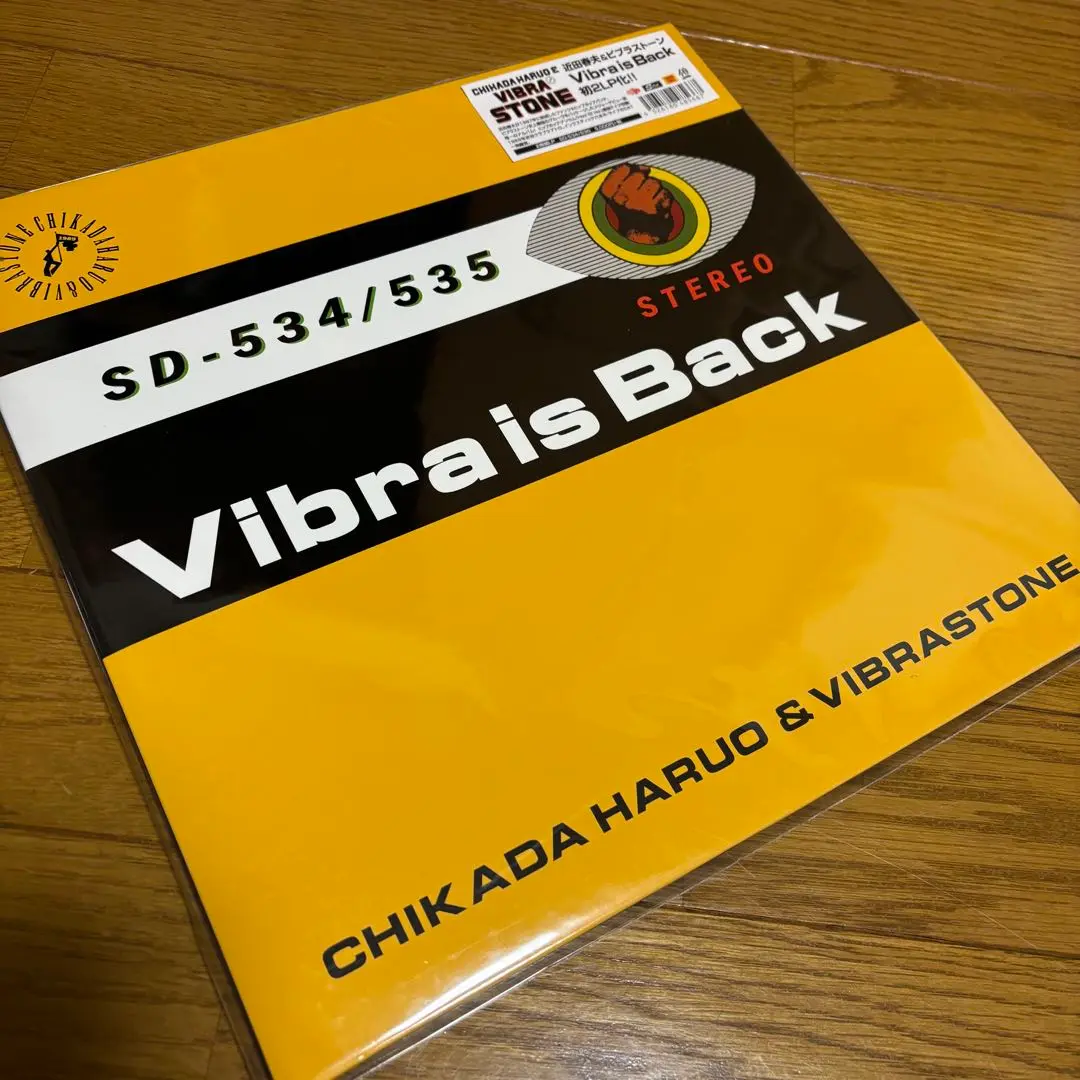 CHIKADA HARUO &
VIBRA
STONE
近田春夫&ビブラストーン
Vibra is Back
初2LP化!!
CHIKADAHARUO&VIBRASTONE
1989
SD-534/535
STEREO
Vibra is Back
CHIKADA HARUO & VIBRASTONE